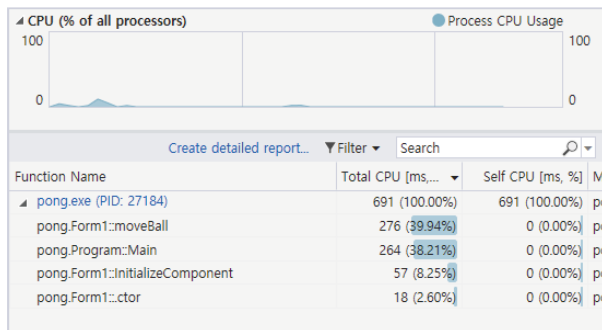 CPU (% of all processors) Process CPU Usage
100 100
0 0
Create detailed report... Filter Search
Function Name Total CPU [ms,... Self CPU [ms, %] M
pong.exe (PID: 27184) 691 (100.00%) 691 (100.00%) p
pong.Form1::moveBall 276 (39.94%) 0 (0.00%) p
pong.Program::Main 264 (38.21%) 0 (0.00%) p
pong.Form1::InitializeComponent 57 (8.25%) 0 (0.00%) p
pong.Form1::.ctor 18 (2.60%) 0 (0.00%) p